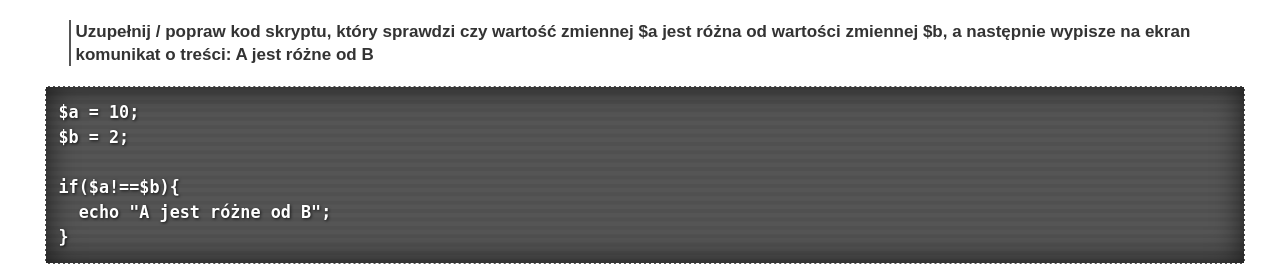 Uzupełnij / popraw kod skryptu, który sprawdzi czy wartość zmiennej $a jest różna od wartości zmiennej $b, a następnie wypisze na ekran
komunikat o treści: A jest różne od B
$a = 10;
$b = 2;
if($a!==$b){
  echo "A jest różne od B";
}